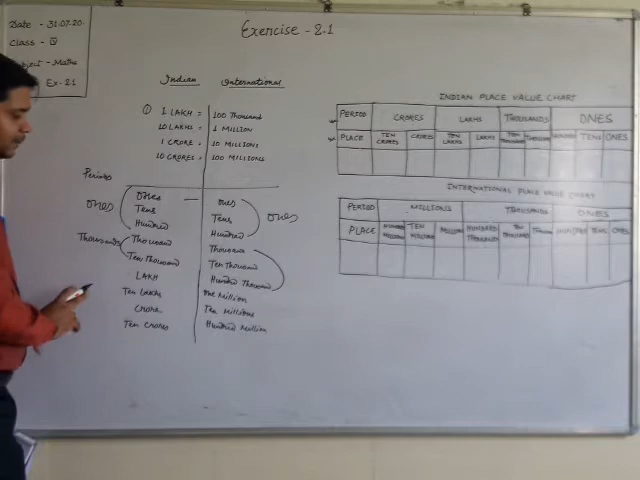 Date - 31.07.20
Class - IV
Subject - Maths
Ex-2.1
Exercise - 2.1
Indian International
① 1 LAKH = 100 Thousand
10 LAKHS = 1 MILLION
1 CRORE = 10 MILLIONS
10 CRORES = 100 MILLIONS
Periods
Ones Ones Ones Ones
Tens Tens
Hundred Hundred
Thousands Thousand Thousand
Ten Thousand Ten Thousand
LAKH Hundred Thousand
Ten Lakhs One Million
Crore Ten Millions
Ten Crores Hundred Million
INDIAN PLACE VALUE CHART
PERIOD CRORES LAKHS THOUSANDS ONES
PLACE TEN CRORES CRORES TEN LAKHS LAKHS TEN THOUSAND THOUSAND HUNDRED TENS ONES
INTERNATIONAL PLACE VALUE CHART
PERIOD MILLIONS THOUSANDS ONES
PLACE HUNDRED MILLION TEN MILLION MILLION HUNDRED THOUSAND TEN THOUSAND HUNDRED TENS ONES